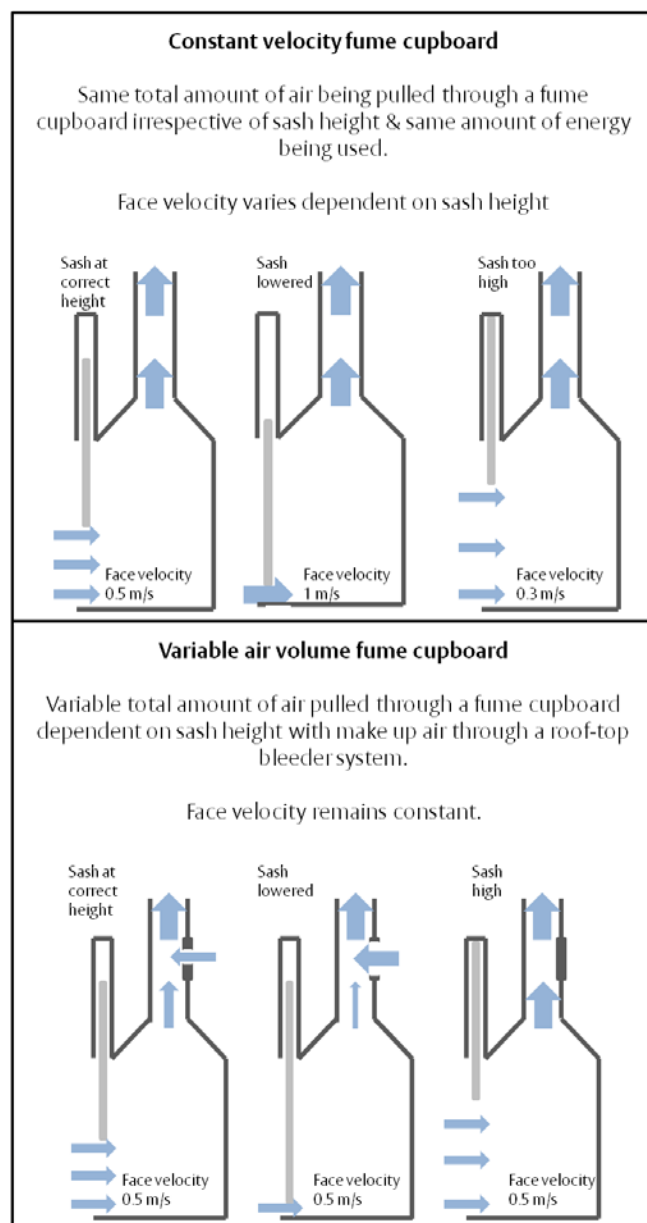 Constant velocity fume cupboard
Same total amount of air being pulled through a fume
cupboard irrespective of sash height & same amount of energy
being used.
Face velocity varies dependent on sash height
Sash at
correct
height
Sash
lowered
Sash too
high
Face velocity
0.5 m/s
Face velocity
1 m/s
Face velocity
0.3 m/s
Variable air volume fume cupboard
Variable total amount of air pulled through a fume cupboard
dependent on sash height with make up air through a roof-top
bleeder system.
Face velocity remains constant.
Sash at
correct
height
Sash
lowered
Sash
high
Face velocity
0.5 m/s
Face velocity
0.5 m/s
Face velocity
0.5 m/s